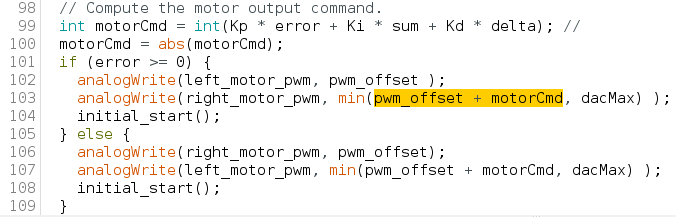 98 // Compute the motor output command.
99 int motorCmd = int(Kp * error + Ki * sum + Kd * delta); //
100 motorCmd = abs(motorCmd);
101 if (error >= 0) {
102 analogWrite(left_motor_pwm, pwm_offset );
103 analogWrite(right_motor_pwm, min(pwm_offset + motorCmd, dacMax) );
104 initial_start();
105 } else {
106 analogWrite(right_motor_pwm, pwm_offset);
107 analogWrite(left_motor_pwm, min(pwm_offset + motorCmd, dacMax) );
108 initial_start();
109 }